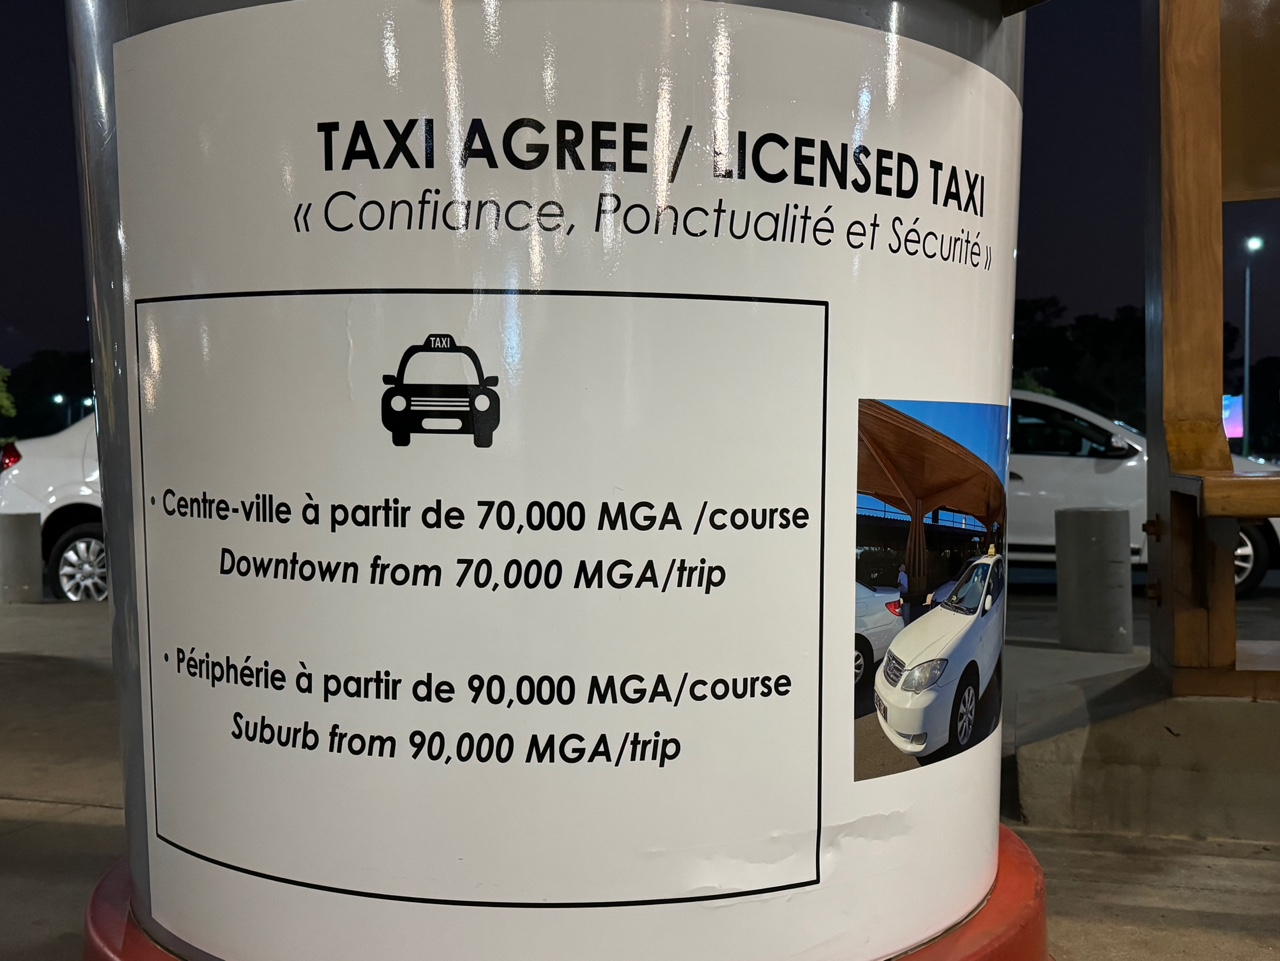 TAXI AGREE / LICENSED TAXI
« Confiance, Ponctualité et Sécurité »
TAXI
• Centre-ville à partir de 70,000 MGA /course
Downtown from 70,000 MGA/trip
• Périphérie à partir de 90,000 MGA/course
Suburb from 90,000 MGA/trip